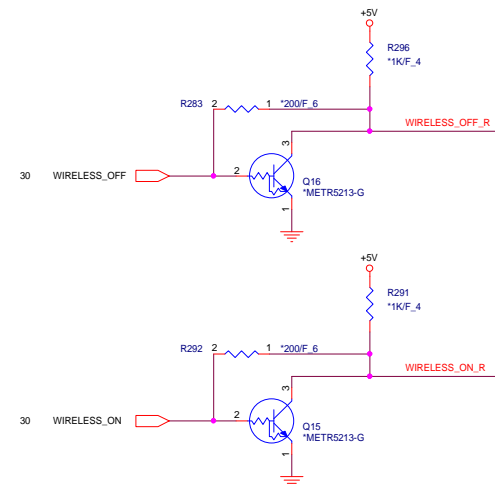 +5V
R296
*1K/F_4
R283 2 1 *200/F_6
WIRELESS_OFF_R
3
30 WIRELESS_OFF 2
Q16
*METR5213-G
1
+5V
R291
*1K/F_4
R292 2 1 *200/F_6
WIRELESS_ON_R
3
30 WIRELESS_ON 2
Q15
*METR5213-G
1